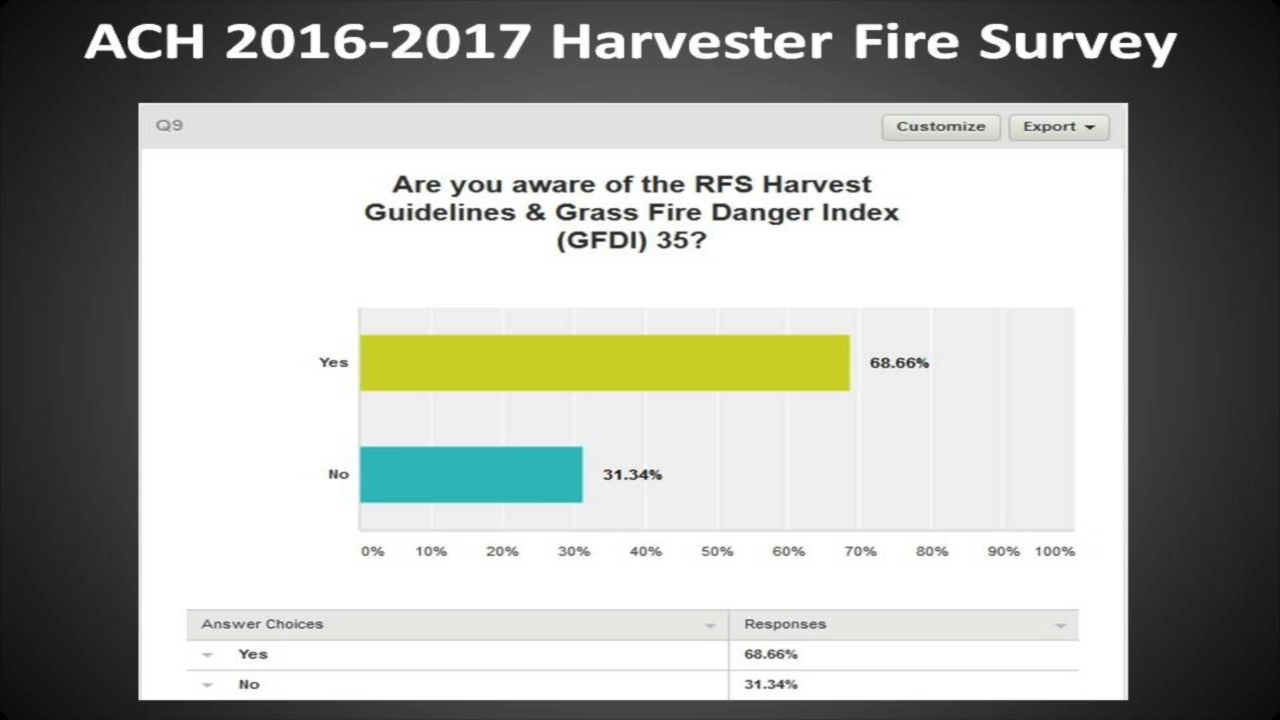 ACH 2016-2017 Harvester Fire Survey
Q9
Customize
Export
Are you aware of the RFS Harvest
Guidelines & Grass Fire Danger Index
(GFDI) 35?
Yes
68.66%
No
31.34%
0% 10% 20% 30% 40% 50% 60% 70% 80% 90% 100%
Answer Choices Responses
Yes 68.66%
No 31.34%